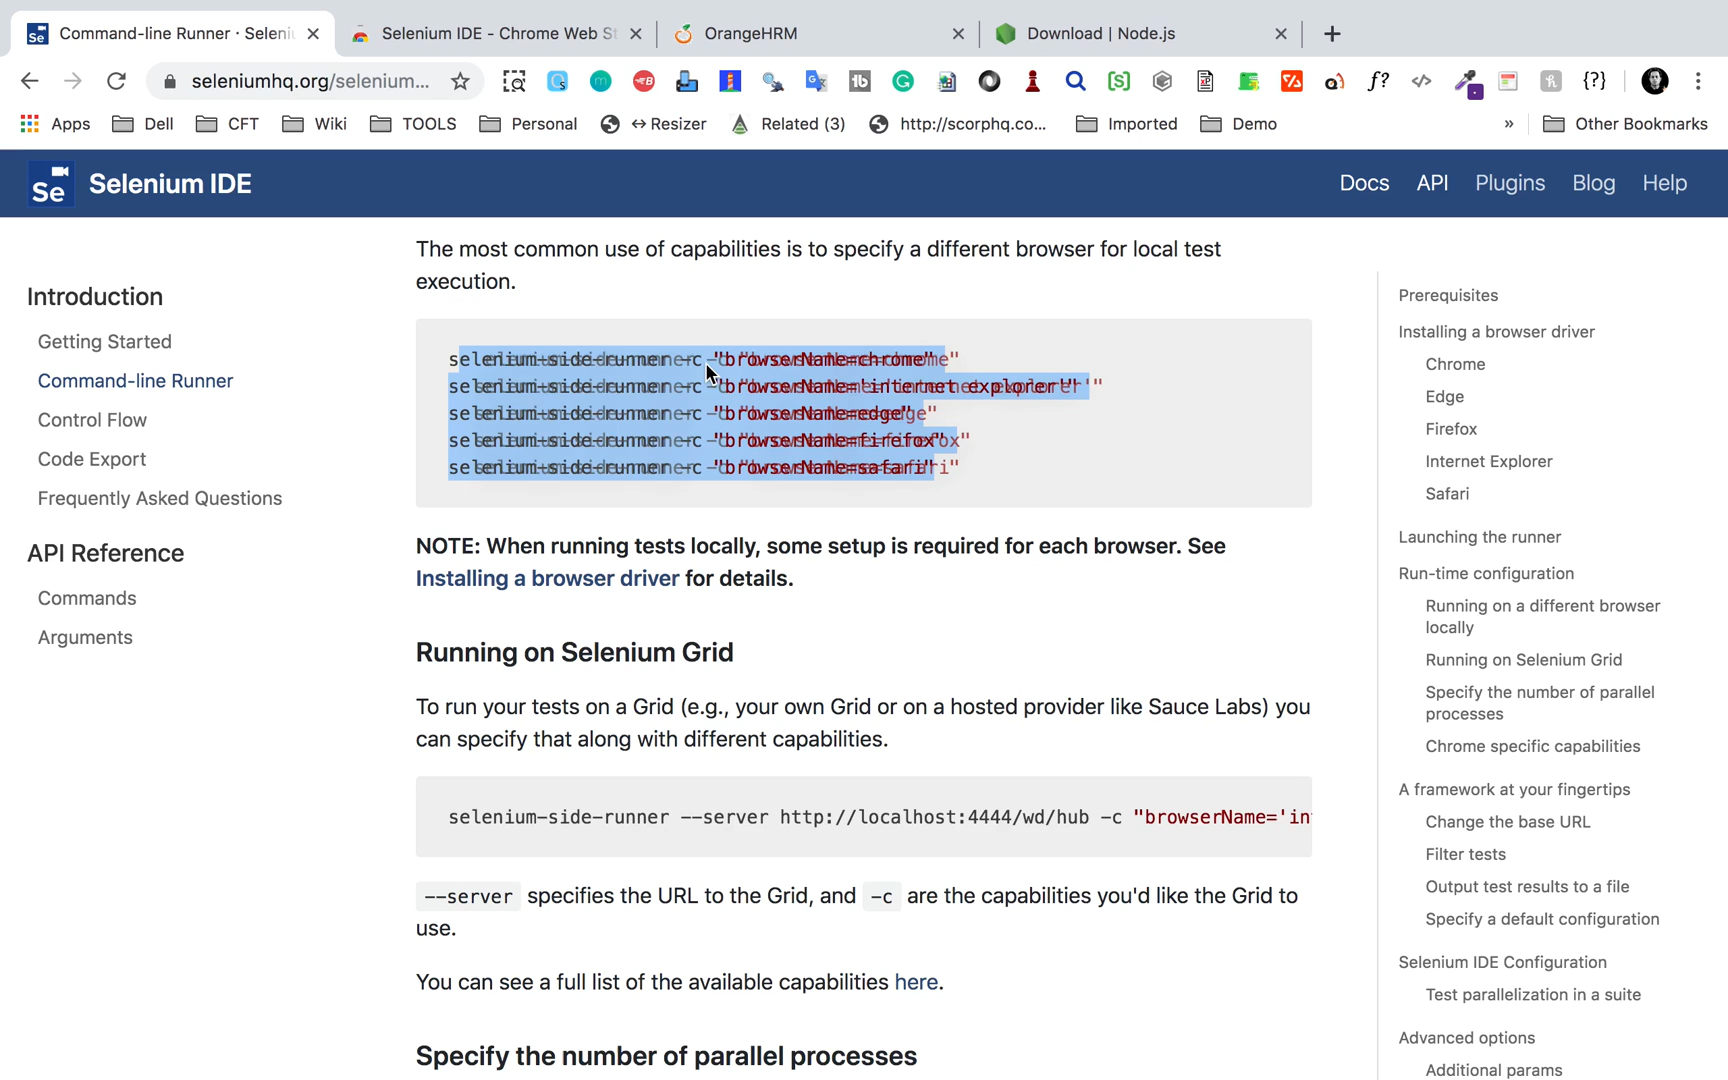 Command-line Runner · Seleni
Selenium IDE - Chrome Web St
OrangeHRM
Download | Node.js
seleniumhq.org/selenium...
Apps
Dell
CFT
Wiki
TOOLS
Personal
↔ Resizer
Related (3)
http://scorphq.co...
Imported
Demo
»
Other Bookmarks
Se
Selenium IDE
Docs
API
Plugins
Blog
Help
Introduction
Getting Started
Command-line Runner
Control Flow
Code Export
Frequently Asked Questions
API Reference
Commands
Arguments
The most common use of capabilities is to specify a different browser for local test
execution.
selenium-side-runner -c "browserName=chrome"
selenium-side-runner -c "browserName='internet explorer'"
selenium-side-runner -c "browserName=edge"
selenium-side-runner -c "browserName=firefox"
selenium-side-runner -c "browserName=safari"
NOTE: When running tests locally, some setup is required for each browser. See
Installing a browser driver for details.
Running on Selenium Grid
To run your tests on a Grid (e.g., your own Grid or on a hosted provider like Sauce Labs) you
can specify that along with different capabilities.
selenium-side-runner --server http://localhost:4444/wd/hub -c "browserName='in
--server specifies the URL to the Grid, and -c are the capabilities you'd like the Grid to
use.
You can see a full list of the available capabilities here.
Specify the number of parallel processes
Prerequisites
Installing a browser driver
Chrome
Edge
Firefox
Internet Explorer
Safari
Launching the runner
Run-time configuration
Running on a different browser
locally
Running on Selenium Grid
Specify the number of parallel
processes
Chrome specific capabilities
A framework at your fingertips
Change the base URL
Filter tests
Output test results to a file
Specify a default configuration
Selenium IDE Configuration
Test parallelization in a suite
Advanced options
Additional params